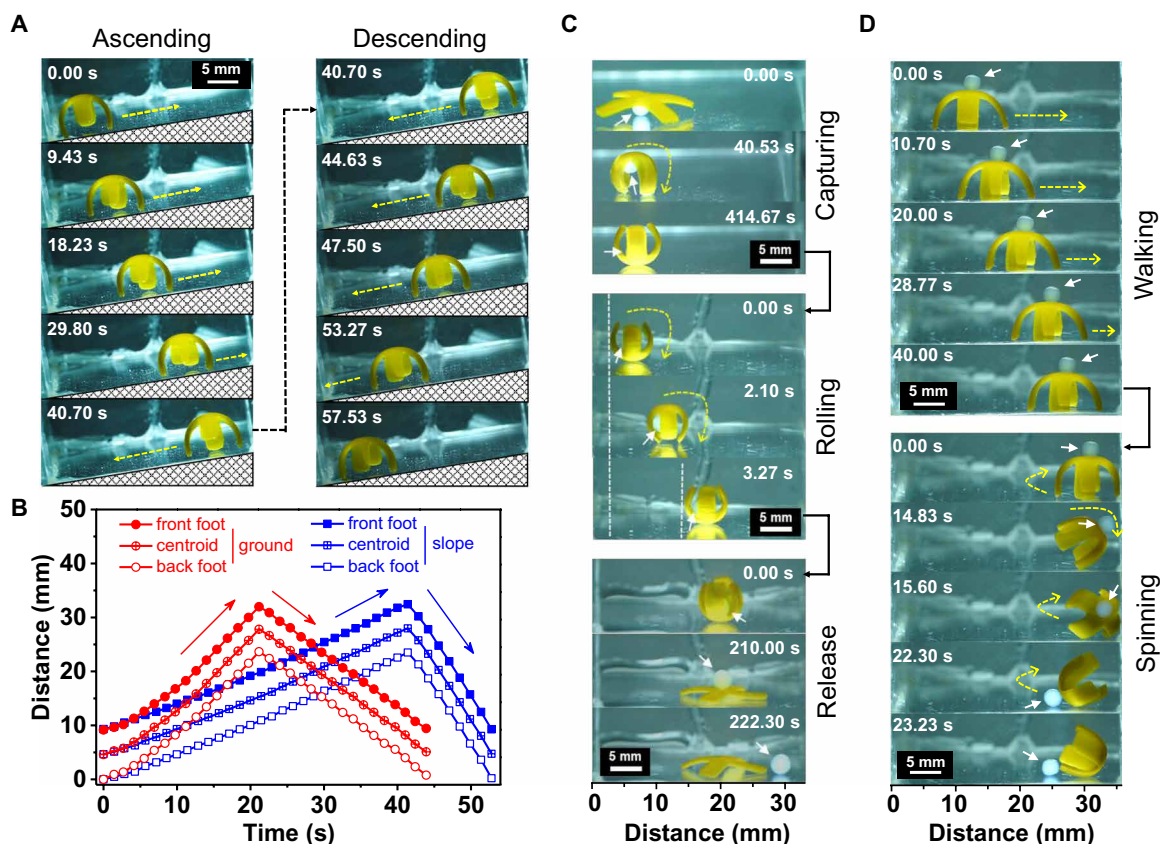 A
Ascending
Descending
0.00 s
5 mm
9.43 s
18.23 s
29.80 s
40.70 s
40.70 s
44.63 s
47.50 s
53.27 s
57.53 s
B
50
40
30
20
10
0
Distance (mm)
front foot
centroid
back foot
ground
front foot
centroid
back foot
slope
0
10
20
30
40
50
Time (s)
C
0.00 s
40.53 s
414.67 s
5 mm
Capturing
0.00 s
2.10 s
3.27 s
5 mm
Rolling
0.00 s
210.00 s
222.30 s
5 mm
Release
0
10
20
30
Distance (mm)
D
0.00 s
10.70 s
20.00 s
28.77 s
40.00 s
5 mm
Walking
0.00 s
14.83 s
15.60 s
22.30 s
23.23 s
5 mm
Spinning
0
10
20
30
Distance (mm)